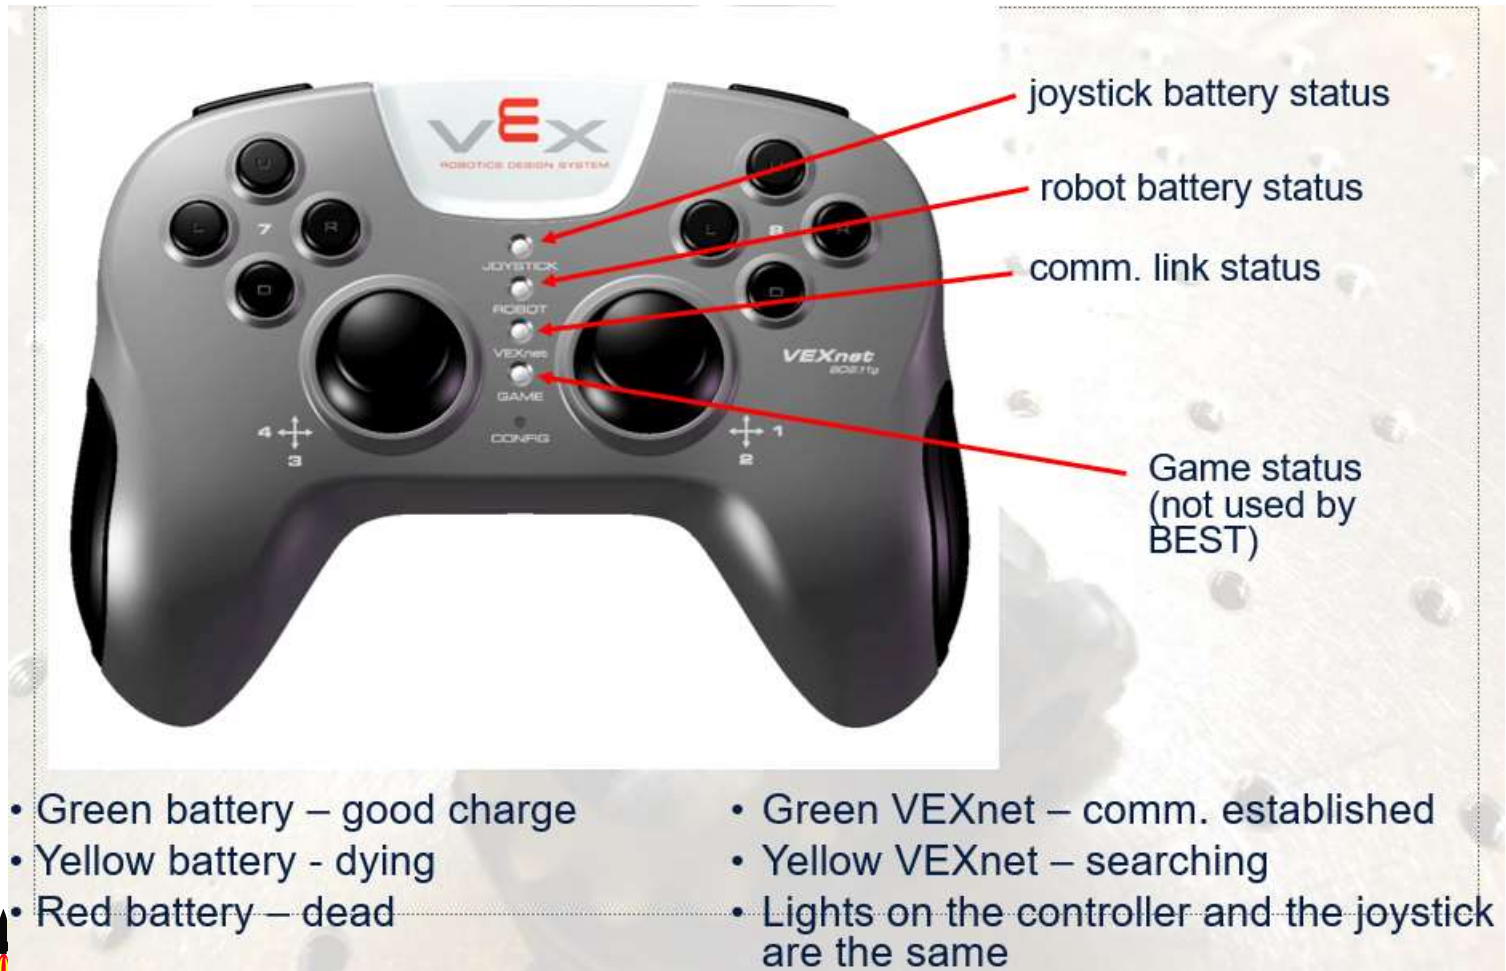 VEX
ROBOTICS DESIGN SYSTEM
joystick battery status
robot battery status
comm. link status
Game status
(not used by
BEST)
U
L 7 R
D
U
L 8 R
D
JOYSTICK
ROBOT
VEXnet
GAME
CONFIG
VEXnet
802.11g
4
3
1
2
• Green battery – good charge
• Yellow battery - dying
• Red battery – dead
• Green VEXnet – comm. established
• Yellow VEXnet – searching
• Lights on the controller and the joystick
are the same